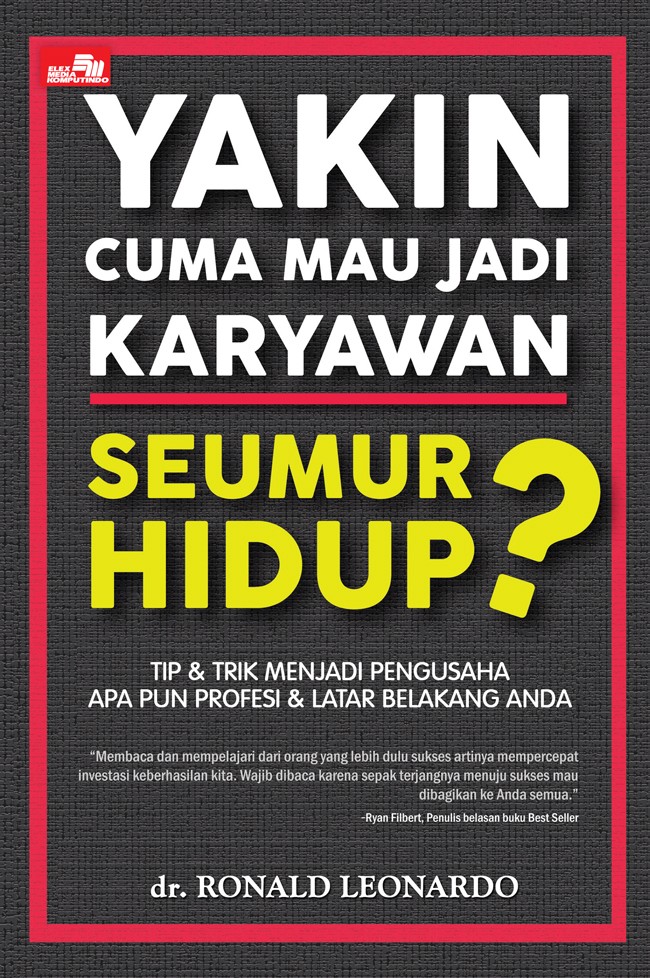 ELEX
MEDIA
KOMPUTINDO
YAKIN
CUMA MAU JADI
KARYAWAN
SEUMUR
HIDUP?
TIP & TRIK MENJADI PENGUSAHA
APA PUN PROFESI & LATAR BELAKANG ANDA
“Membaca dan mempelajari dari orang yang lebih dulu sukses artinya mempercepat
investasi keberhasilan kita. Wajib dibaca karena sepak terjangnya menuju sukses mau
dibagikan ke Anda semua.”
-Ryan Filbert, Penulis belasan buku Best Seller
dr. RONALD LEONARDO